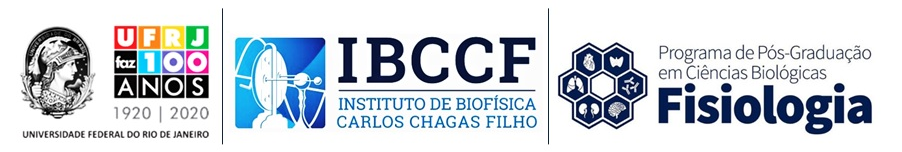 UFRJ
faz 100
ANOS
1920 | 2020
UNIVERSIDADE FEDERAL DO RIO DE JANEIRO
IBCCF
INSTITUTO DE BIOFÍSICA
CARLOS CHAGAS FILHO
Programa de Pós-Graduação
em Ciências Biológicas
Fisiologia